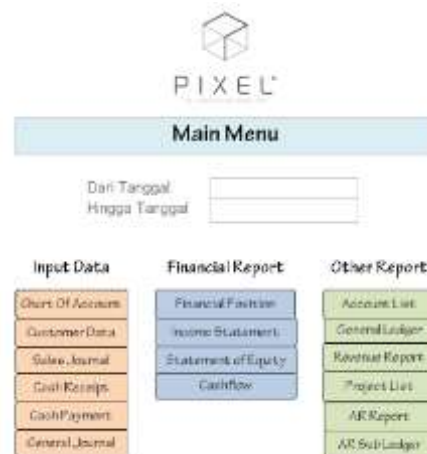 PIXEL
Main Menu
Dari Tanggal
Hingga Tanggal
Input Data
Chart Of Account
Customer Data
Sales Journal
Cash Receips
Cash Payment
General Journal
Financial Report
Financial Position
Income Statement
Statement of Equity
Cashflow
Other Report
Account List
General Ledger
Revenue Report
Project List
AR Report
AR Sub Ledger